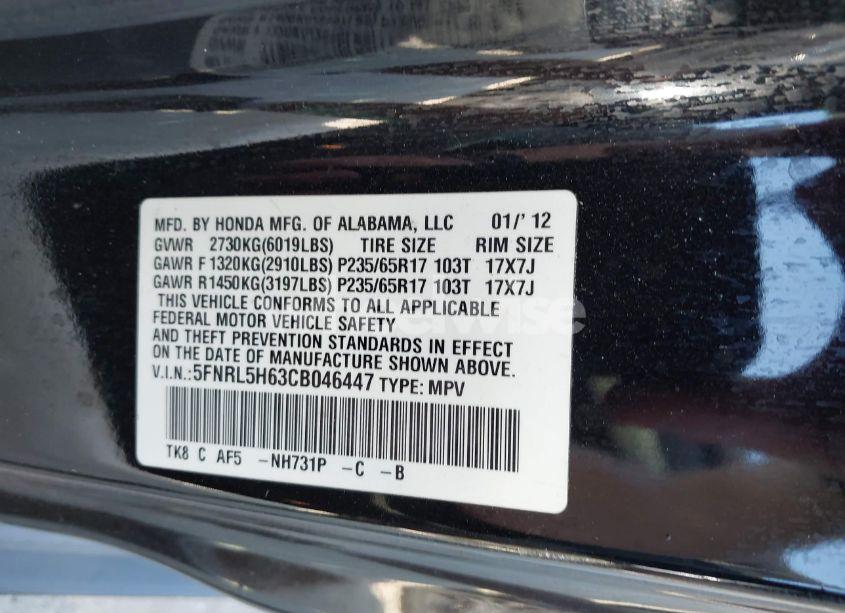 MFD. BY HONDA MFG. OF ALABAMA, LLC 01/' 12
GVWR 2730KG(6019LBS) TIRE SIZE RIM SIZE
GAWR F1320KG(2910LBS) P235/65R17 103T 17X7J
GAWR R1450KG(3197LBS) P235/65R17 103T 17X7J
THIS VEHICLE CONFORMS TO ALL APPLICABLE
FEDERAL MOTOR VEHICLE SAFETY
AND THEFT PREVENTION STANDARDS IN EFFECT
ON THE DATE OF MANUFACTURE SHOWN ABOVE.
V.I.N.:5FNRL5H63CB046447 TYPE: MPV
TK8 C AF5 -NH731P -C -B